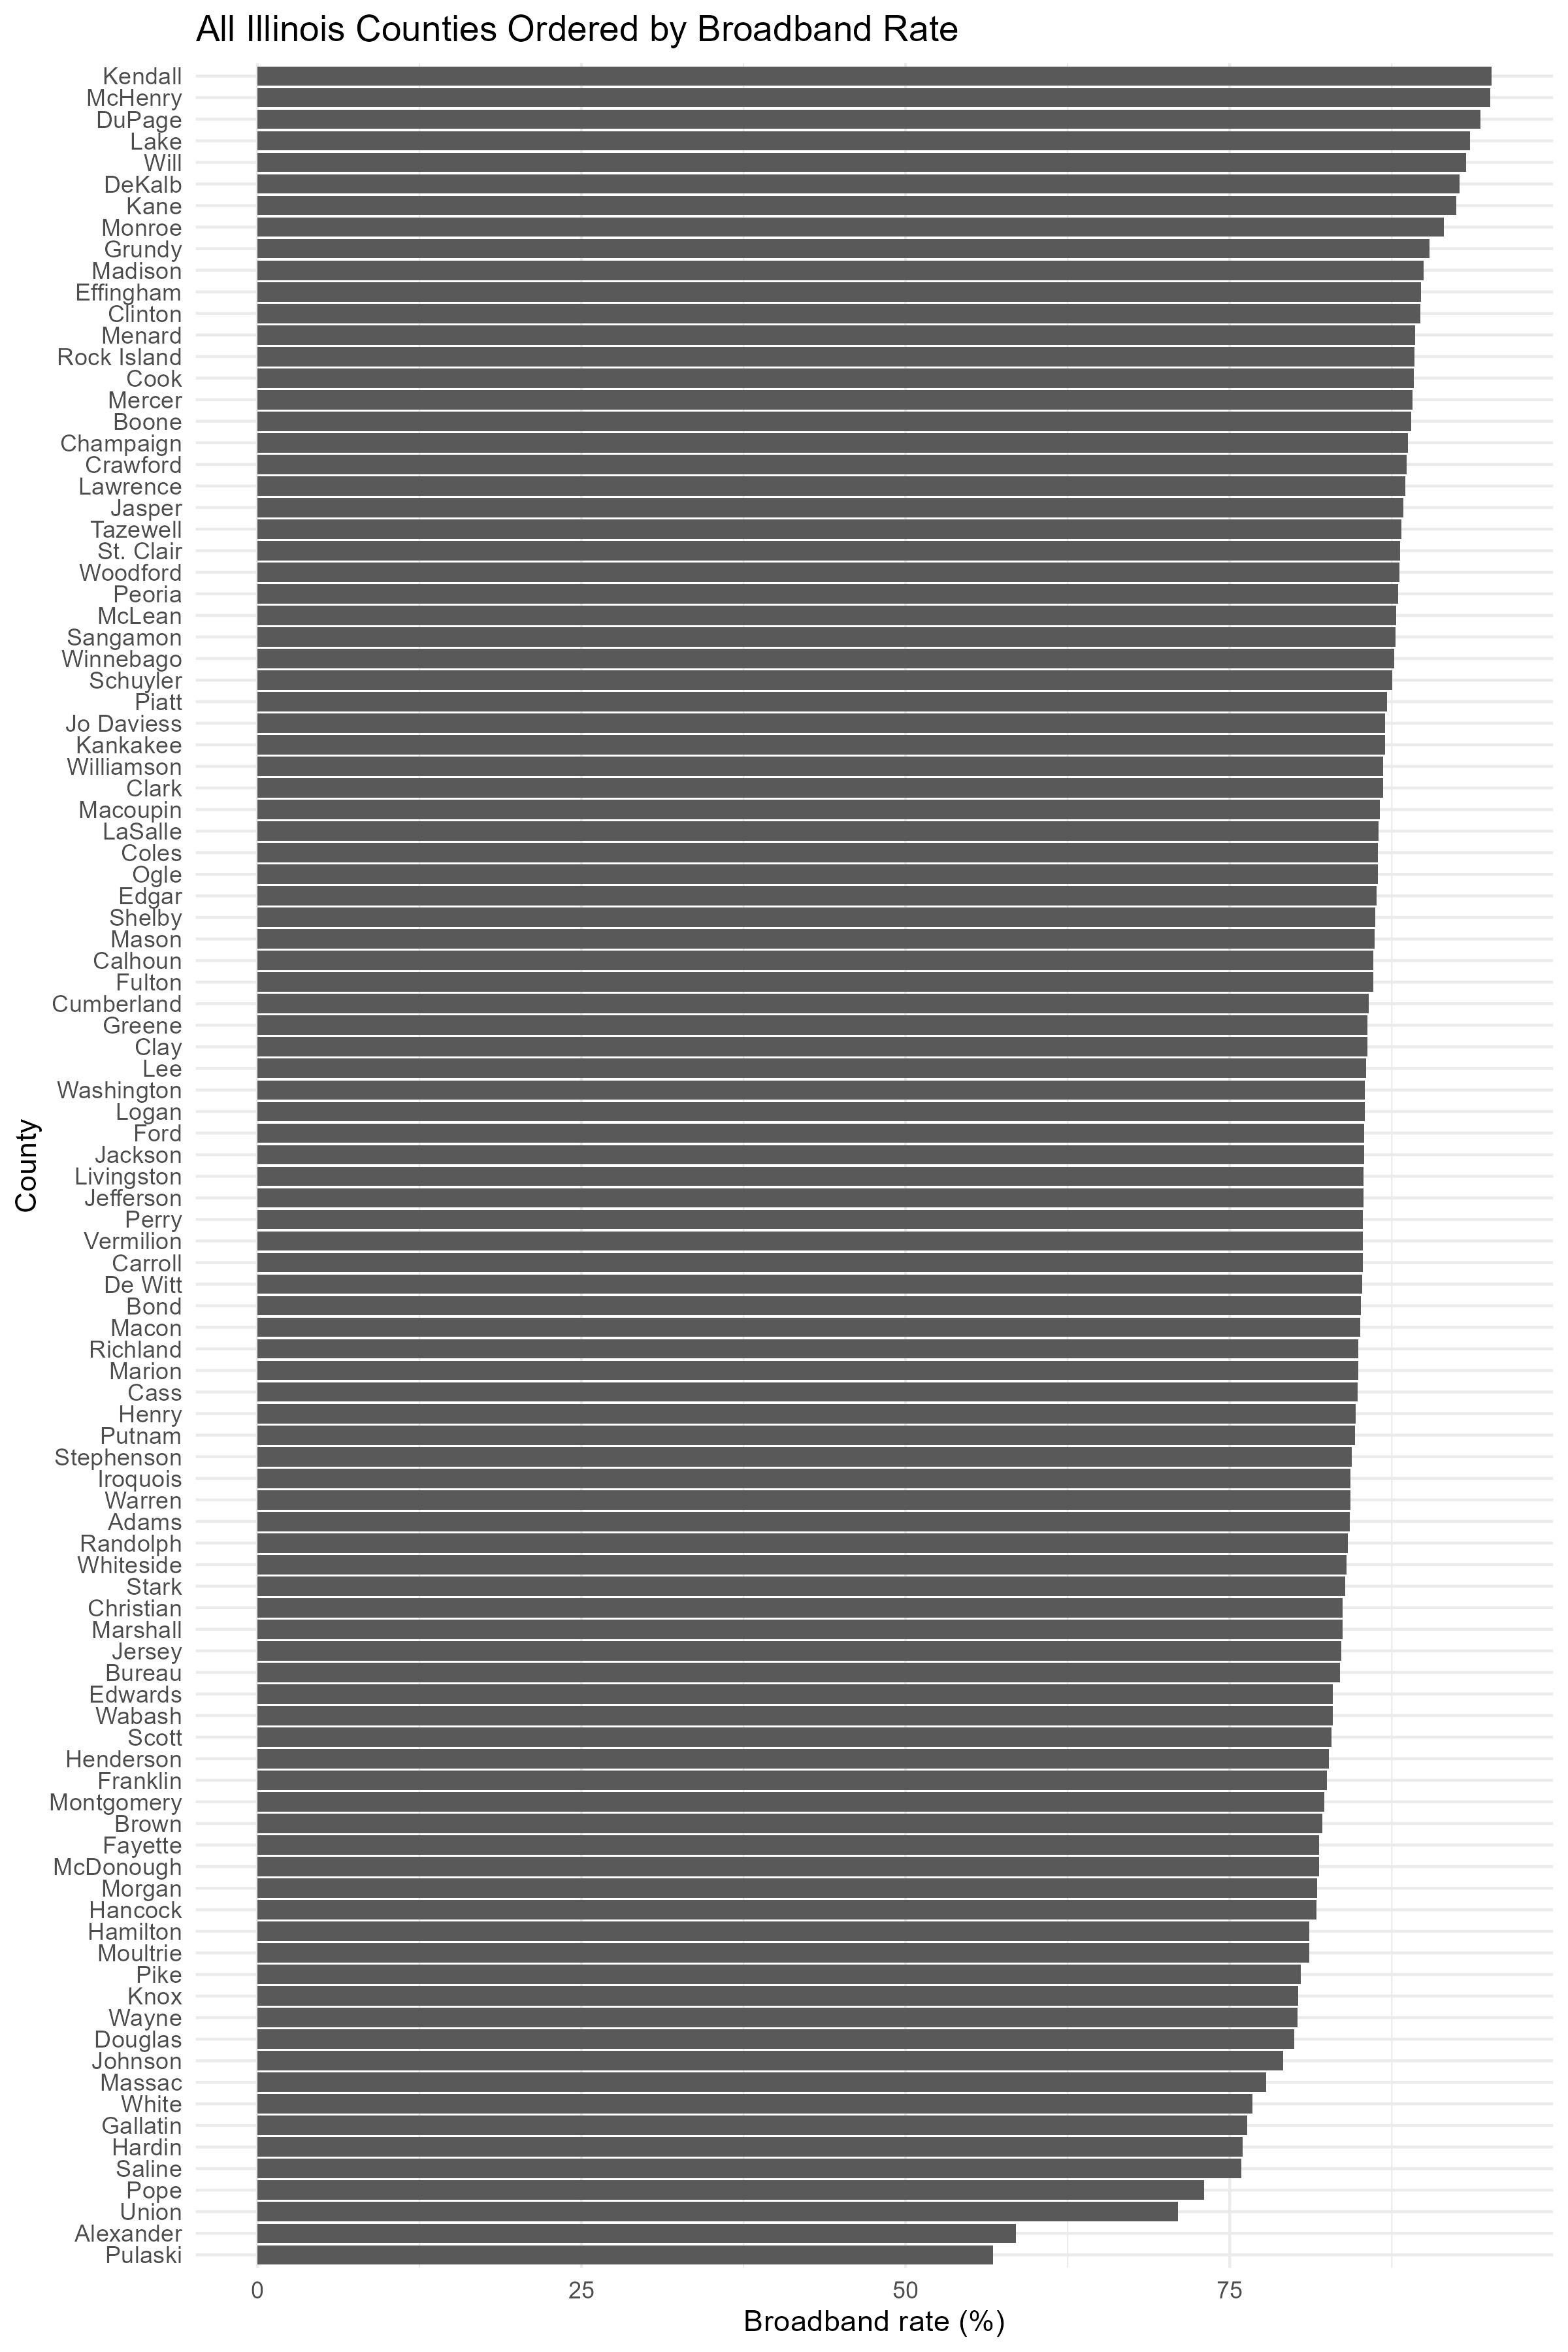 All Illinois Counties Ordered by Broadband Rate
Kendall
McHenry
DuPage
Lake
Will
DeKalb
Kane
Monroe
Grundy
Madison
Effingham
Clinton
Menard
Rock Island
Cook
Mercer
Boone
Champaign
Crawford
Lawrence
Jasper
Tazewell
St. Clair
Woodford
Peoria
McLean
Sangamon
Winnebago
Schuyler
Piatt
Jo Daviess
Kankakee
Williamson
Clark
Macoupin
LaSalle
Coles
Ogle
Edgar
Shelby
Mason
Calhoun
Fulton
Cumberland
Greene
Clay
Lee
Washington
Logan
Ford
Jackson
Livingston
Jefferson
Perry
Vermilion
Carroll
De Witt
Bond
Macon
Richland
Marion
Cass
Henry
Putnam
Stephenson
Iroquois
Warren
Adams
Randolph
Whiteside
Stark
Christian
Marshall
Jersey
Bureau
Edwards
Wabash
Scott
Henderson
Franklin
Montgomery
Brown
Fayette
McDonough
Morgan
Hancock
Hamilton
Moultrie
Pike
Knox
Wayne
Douglas
Johnson
Massac
White
Gallatin
Hardin
Saline
Pope
Union
Alexander
Pulaski
County
0 25 50 75
Broadband rate (%)